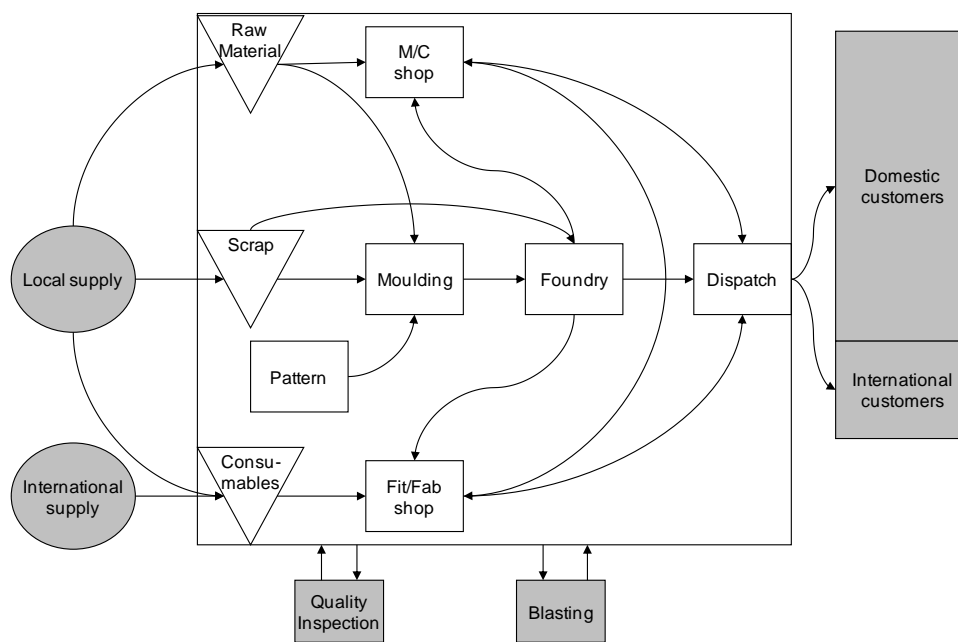 Raw
Material
M/C
shop
Domestic
customers
Local supply
Scrap
Moulding
Foundry
Dispatch
Pattern
International
customers
International
supply
Consu-
mables
Fit/Fab
shop
Quality
Inspection
Blasting